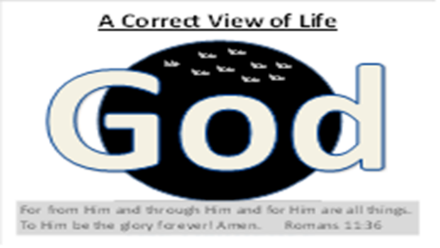 A Correct View of Life
God
For from Him and through Him and for Him are all things.
To Him be the glory forever! Amen. Romans 11:36